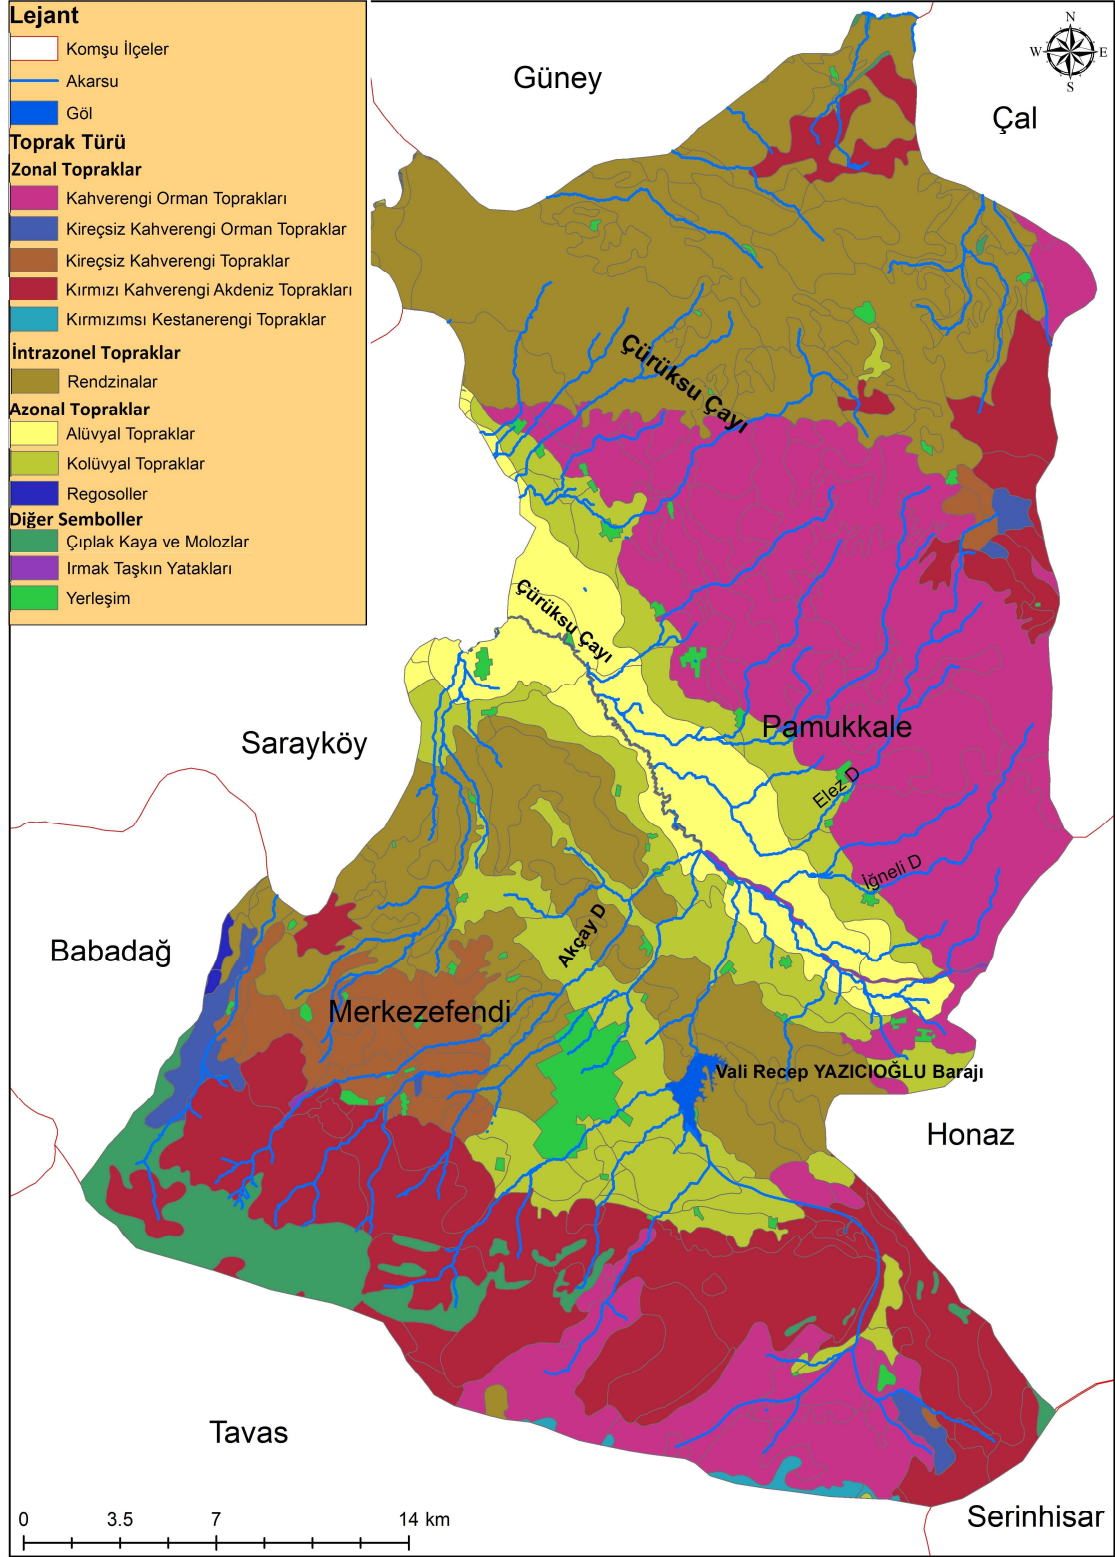 Lejant
Komşu İlçeler
Akarsu
Göl
Toprak Türü
Zonal Topraklar
Kahverengi Orman Toprakları
Kireçsiz Kahverengi Orman Topraklar
Kireçsiz Kahverengi Topraklar
Kırmızı Kahverengi Akdeniz Toprakları
Kırmızımsı Kestanerengi Topraklar
İntrazonel Topraklar
Rendzinalar
Azonal Topraklar
Alüvyal Topraklar
Kolüvyal Topraklar
Regosoller
Diğer Semboller
Çıplak Kaya ve Molozlar
Irmak Taşkın Yatakları
Yerleşim
N
W E
S
Güney
Çal
Çürüksu Çayı
Çürüksu Çayı
Sarayköy
Pamukkale
Elez D
İğneli D
Akçay D
Babadağ
Merkezefendi
Vali Recep YAZICIOĞLU Barajı
Honaz
Tavas
Serinhisar
0 3.5 7 14 km